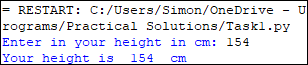 = RESTART: C:/Users/Simon/OneDrive - U
rograms/Practical Solutions/Task1.py
Enter in your height in cm: 154
Your height is  154  cm